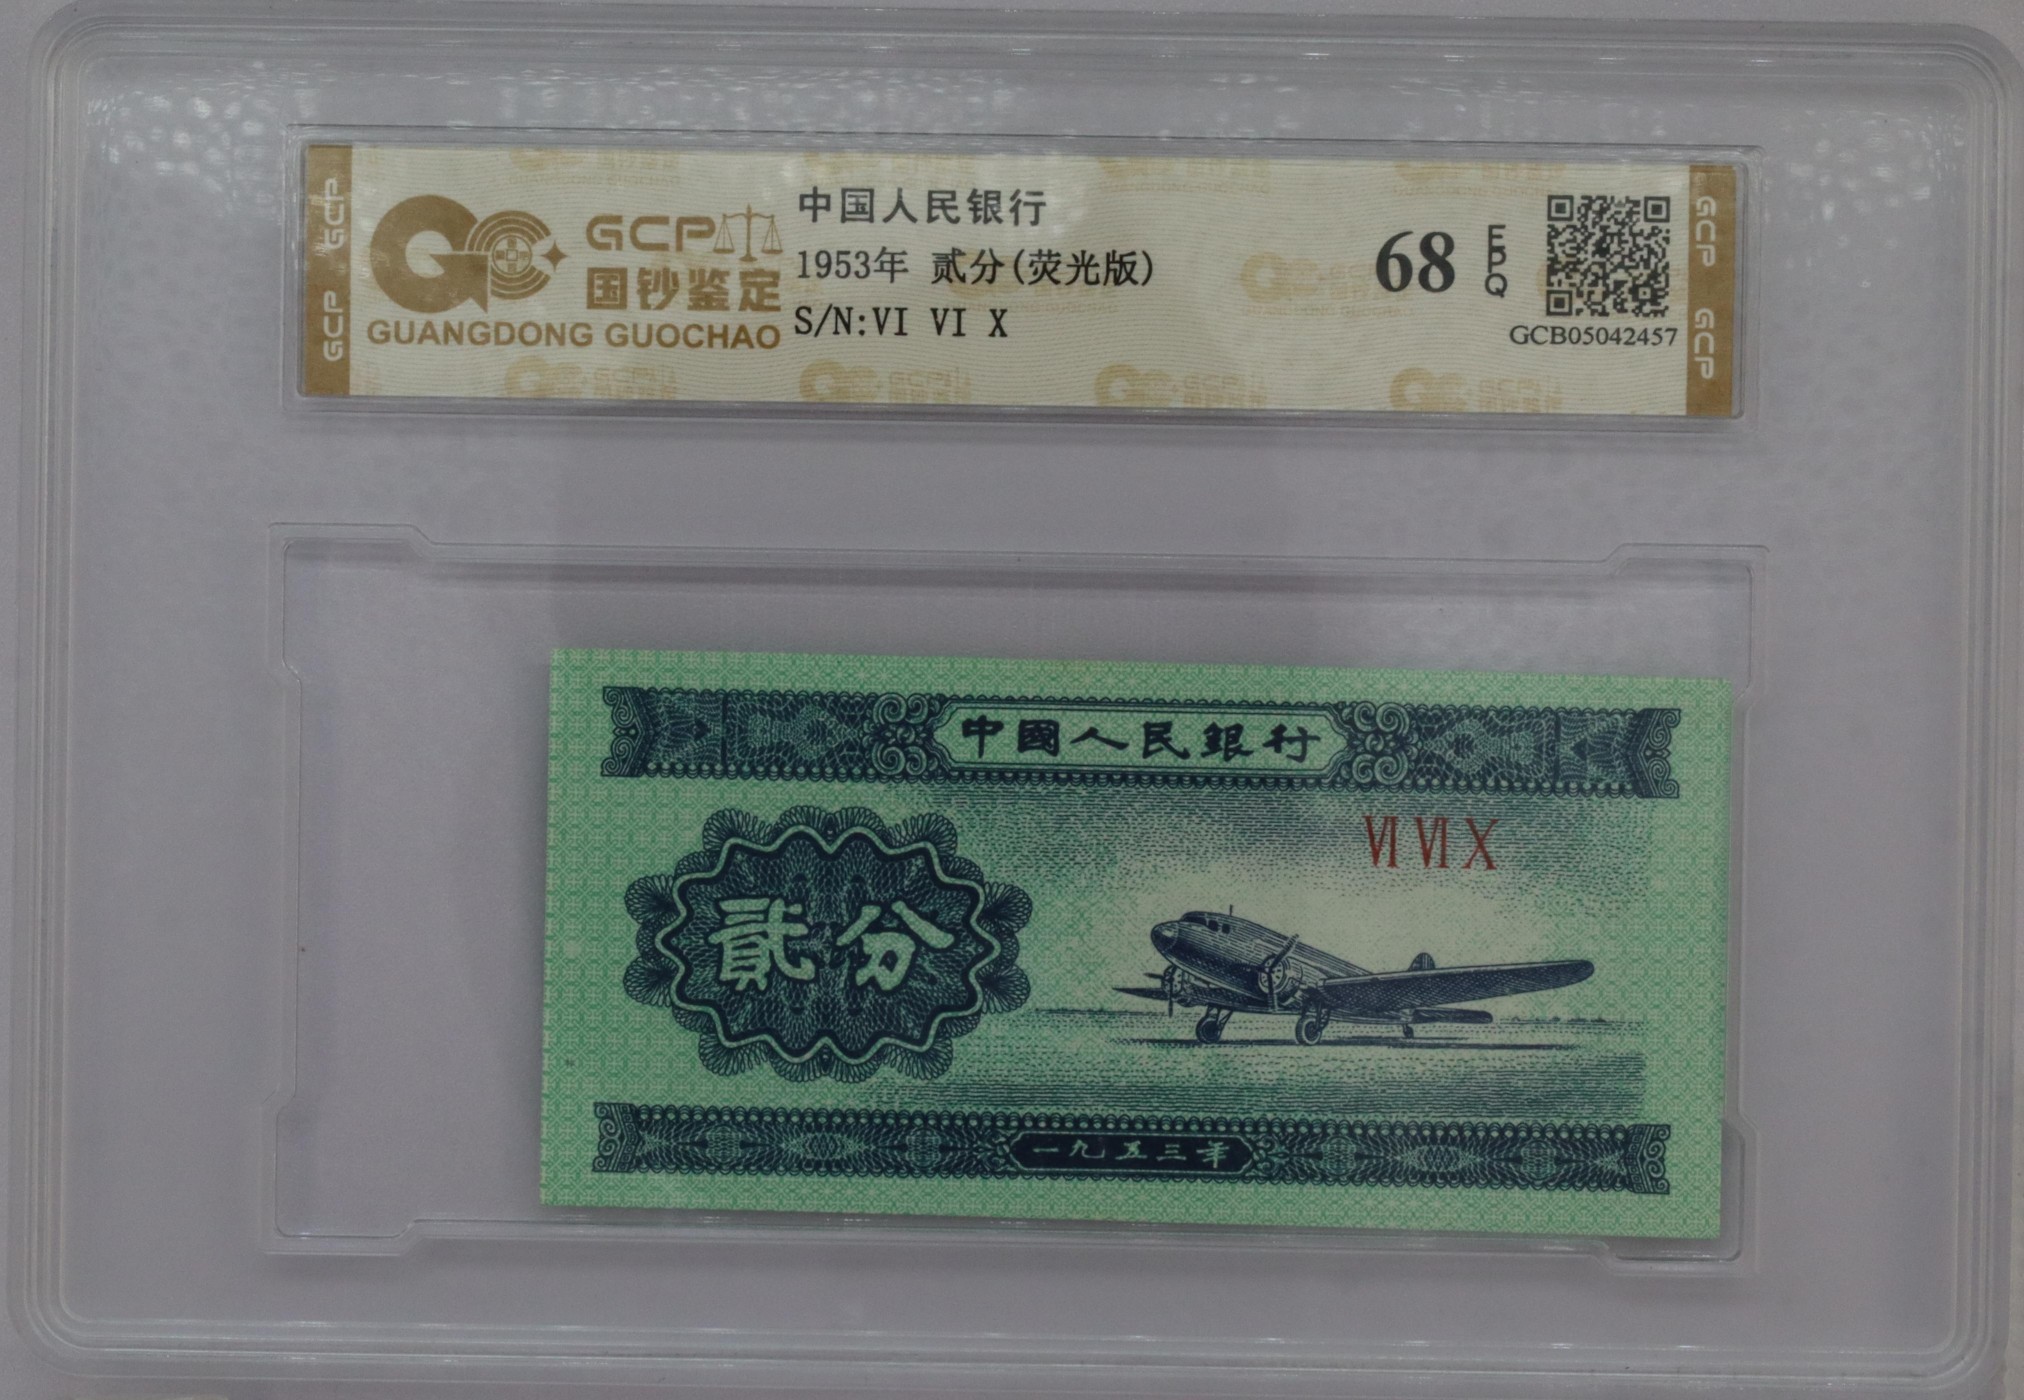 GCP
GCP
GCP
国钞鉴定
GUANGDONG GUOCHAO
中国人民银行
1953年 贰分(荧光版)
S/N:VI VI X
68 EPQ
GCB05042457
GCP
GCP
中國人民銀行
VI VI X
貳分
一九五三年